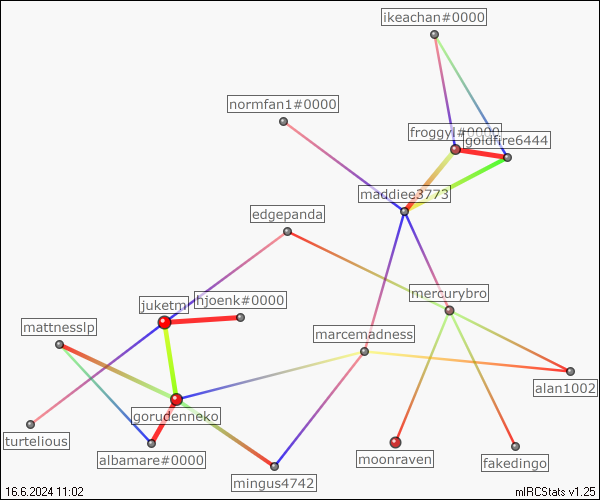 ikeachan#0000
normfan1#0000
froggyl#0000
goldfire6444
maddiee3773
edgepanda
mercurybro
hjoenk#0000
juketm
mattnesslp
marcemadness
alan1002
gorudenneko
turtelious
albamare#0000
moonraven
fakedingo
mingus4742
16.6.2024 11:02
mIRCStats v1.25